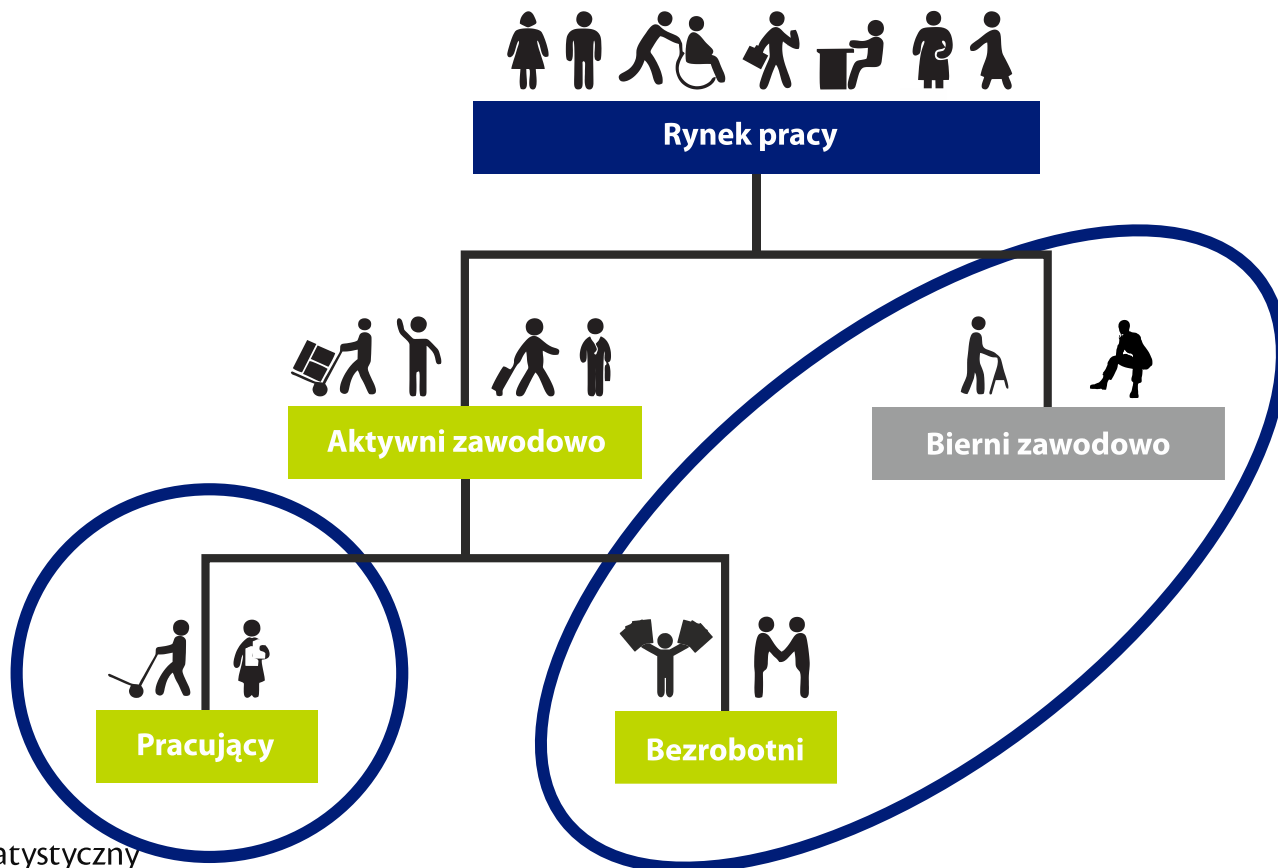 Rynek pracy
Aktywni zawodowo
Bierni zawodowo
Pracujący
Bezrobotni
atystyczny